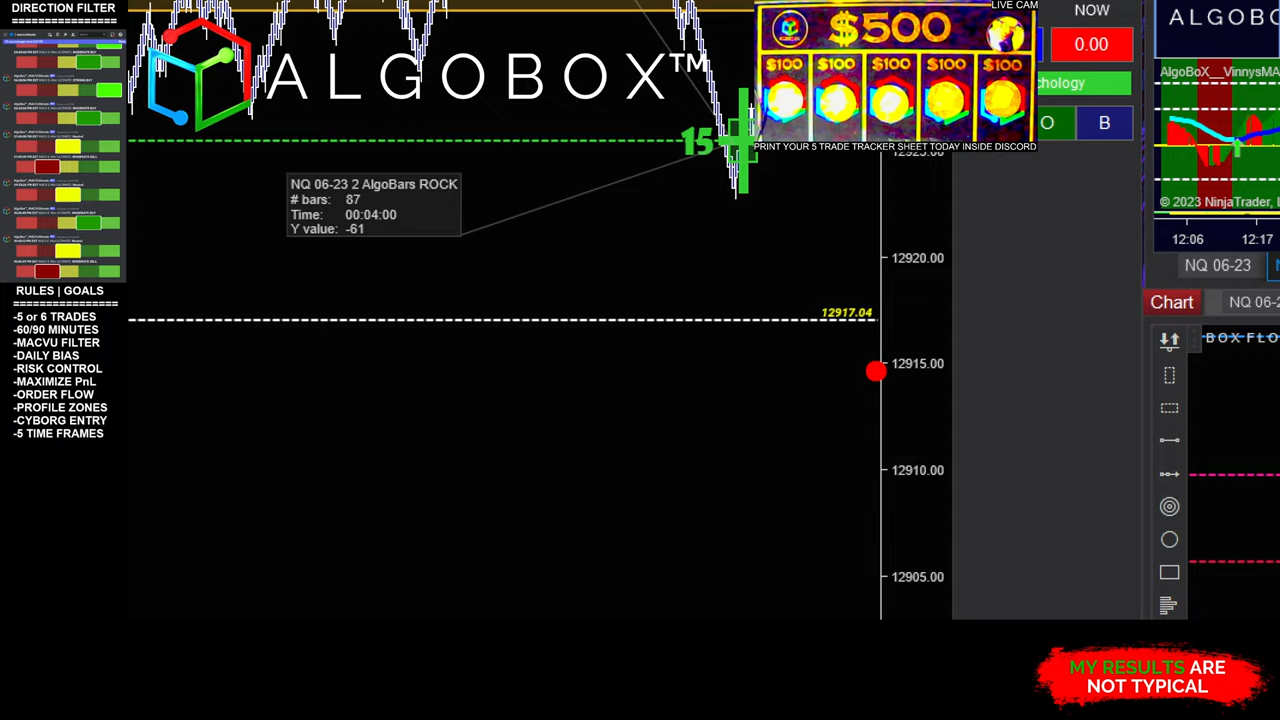 DIRECTION FILTER
=================
ALGOBOX™
15
NQ 06-23 2 AlgoBars ROCK
# bars: 87
Time: 00:04:00
Y value: -61
LIVE CAM
$500
$100 $100 $100 $100 $100
PRINT YOUR 5 TRADE TRACKER SHEET TODAY INSIDE DISCORD
NOW
0.00
chology
O
B
ALGOBO
AlgoBoX__VinnysMA
© 2023 NinjaTrader, L
12:06 12:17
NQ 06-23
Chart
NQ 06-2
BOX FLO
12920.00
12917.04
12915.00
12910.00
12905.00
RULES | GOALS
=================
-5 or 6 TRADES
-60/90 MINUTES
-MACVU FILTER
-DAILY BIAS
-RISK CONTROL
-MAXIMIZE PnL
-ORDER FLOW
-PROFILE ZONES
-CYBORG ENTRY
-5 TIME FRAMES
MY RESULTS ARE
NOT TYPICAL